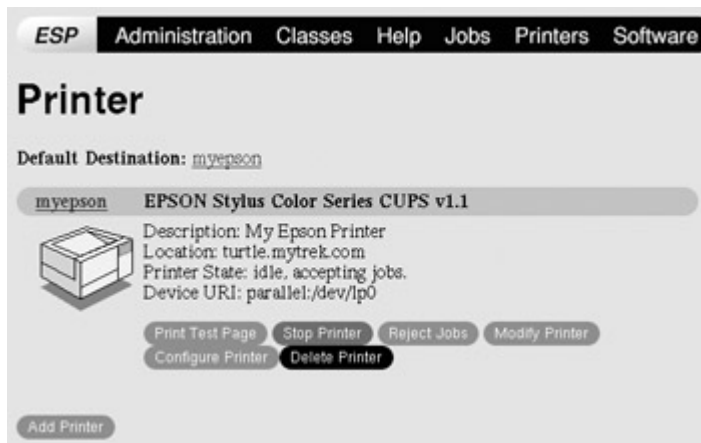 ESP Administration Classes Help Jobs Printers Software
Printer
Default Destination: myepson
myepson EPSON Stylus Color Series CUPS v1.1
Description: My Epson Printer
Location: turtle.mytrek.com
Printer State: idle, accepting jobs.
Device URI: parallel:/dev/lp0
Print Test Page Stop Printer Reject Jobs Modify Printer
Configure Printer Delete Printer
Add Printer